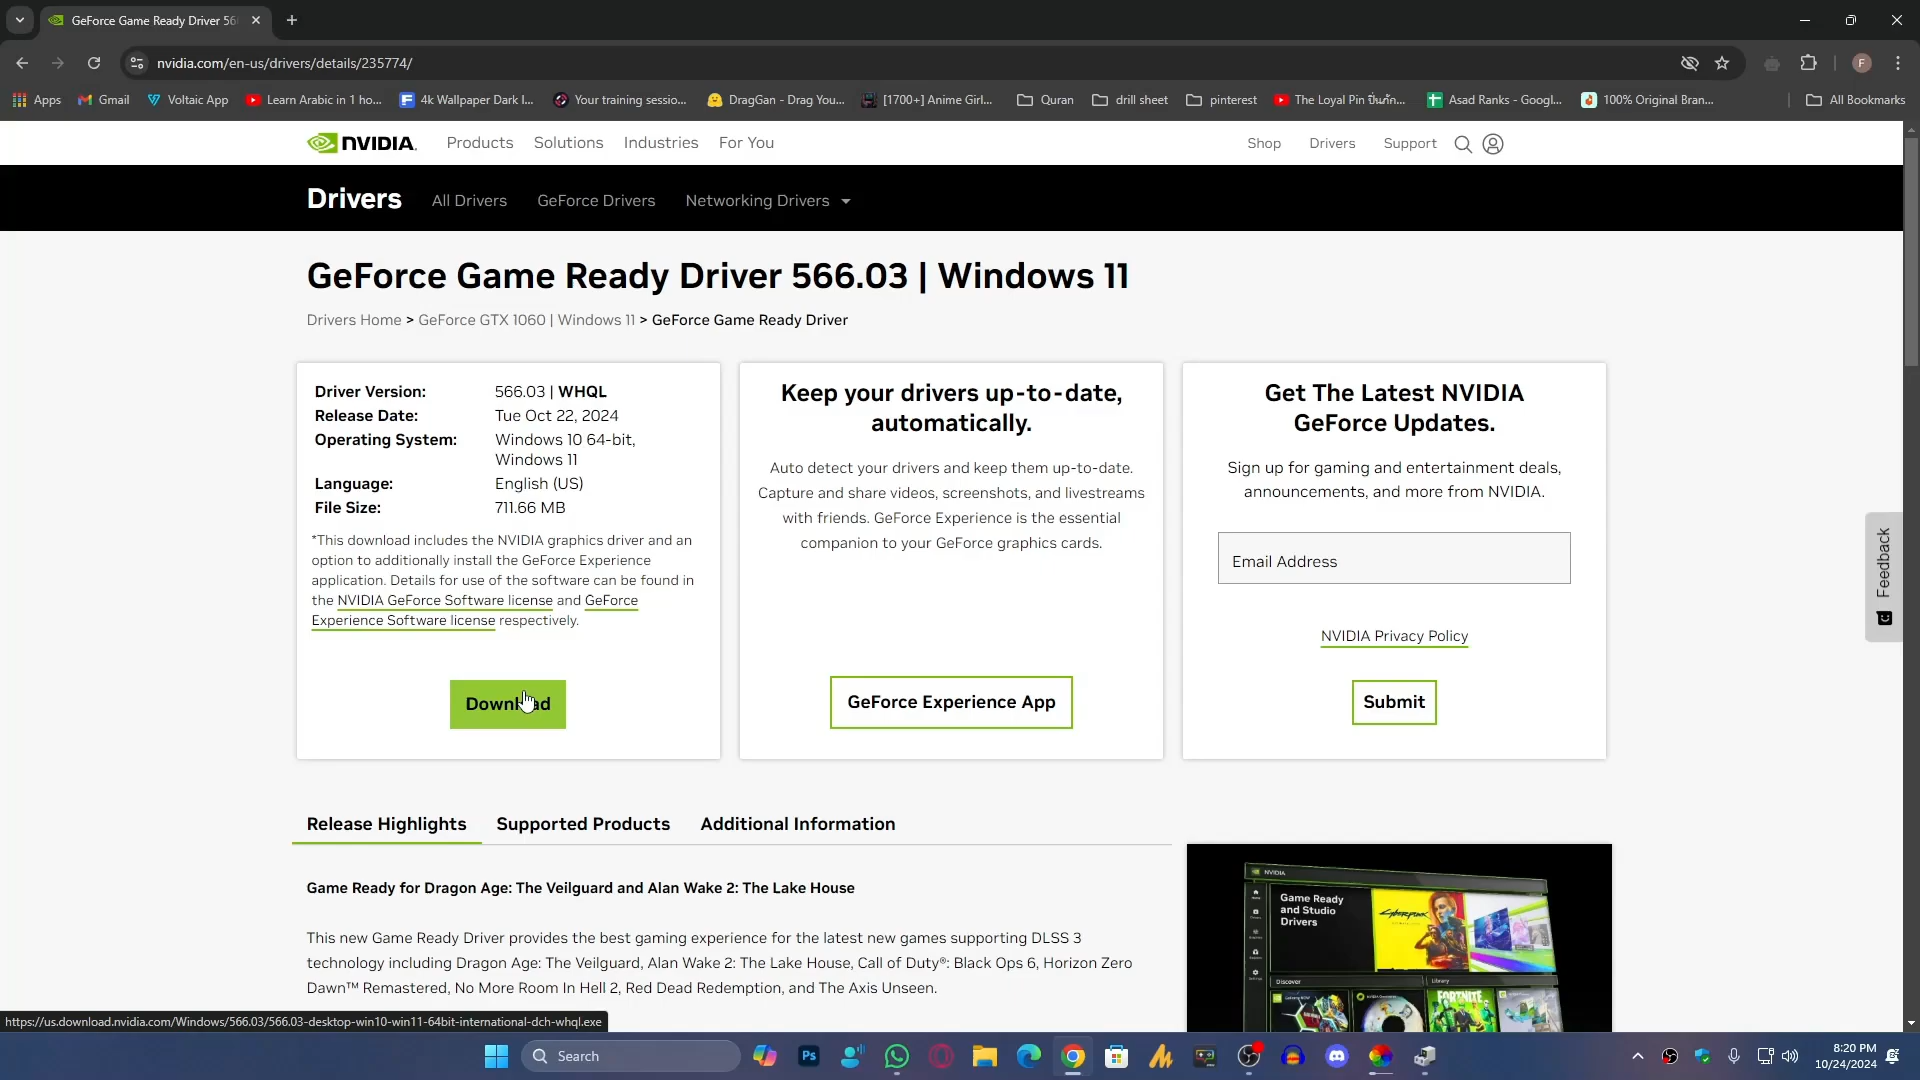 GeForce Game Ready Driver 56
nvidia.com/en-us/drivers/details/235774/
F
Apps
Gmail
Voltaic App
Learn Arabic in 1 ho...
4k Wallpaper Dark I...
Your training sessio...
DragGan - Drag You...
[1700+] Anime Girl...
Quran
drill sheet
pinterest
The Loyal Pin ปิ่นภัก...
Asad Ranks - Googl...
100% Original Bran...
All Bookmarks
NVIDIA.
Products
Solutions
Industries
For You
Shop
Drivers
Support
Drivers
All Drivers
GeForce Drivers
Networking Drivers
GeForce Game Ready Driver 566.03 | Windows 11
Drivers Home > GeForce GTX 1060 | Windows 11 > GeForce Game Ready Driver
Driver Version: 566.03 | WHQL
Release Date: Tue Oct 22, 2024
Operating System: Windows 10 64-bit,
Windows 11
Language: English (US)
File Size: 711.66 MB
*This download includes the NVIDIA graphics driver and an
option to additionally install the GeForce Experience
application. Details for use of the software can be found in
the NVIDIA GeForce Software license and GeForce
Experience Software license respectively.
Download
Keep your drivers up-to-date,
automatically.
Auto detect your drivers and keep them up-to-date.
Capture and share videos, screenshots, and livestreams
with friends. GeForce Experience is the essential
companion to your GeForce graphics cards.
GeForce Experience App
Get The Latest NVIDIA
GeForce Updates.
Sign up for gaming and entertainment deals,
announcements, and more from NVIDIA.
Email Address
NVIDIA Privacy Policy
Submit
Feedback
Release Highlights
Supported Products
Additional Information
Game Ready for Dragon Age: The Veilguard and Alan Wake 2: The Lake House
This new Game Ready Driver provides the best gaming experience for the latest new games supporting DLSS 3
technology including Dragon Age: The Veilguard, Alan Wake 2: The Lake House, Call of Duty®: Black Ops 6, Horizon Zero
Dawn™ Remastered, No More Room In Hell 2, Red Dead Redemption, and The Axis Unseen.
NVIDIA
Game Ready
and Studio
Drivers
CYBERPUNK
Discover
Library
FORTNITE
https://us.download.nvidia.com/Windows/566.03/566.03-desktop-win10-win11-64bit-international-dch-whql.exe
Search
Ps
8:20 PM
10/24/2024